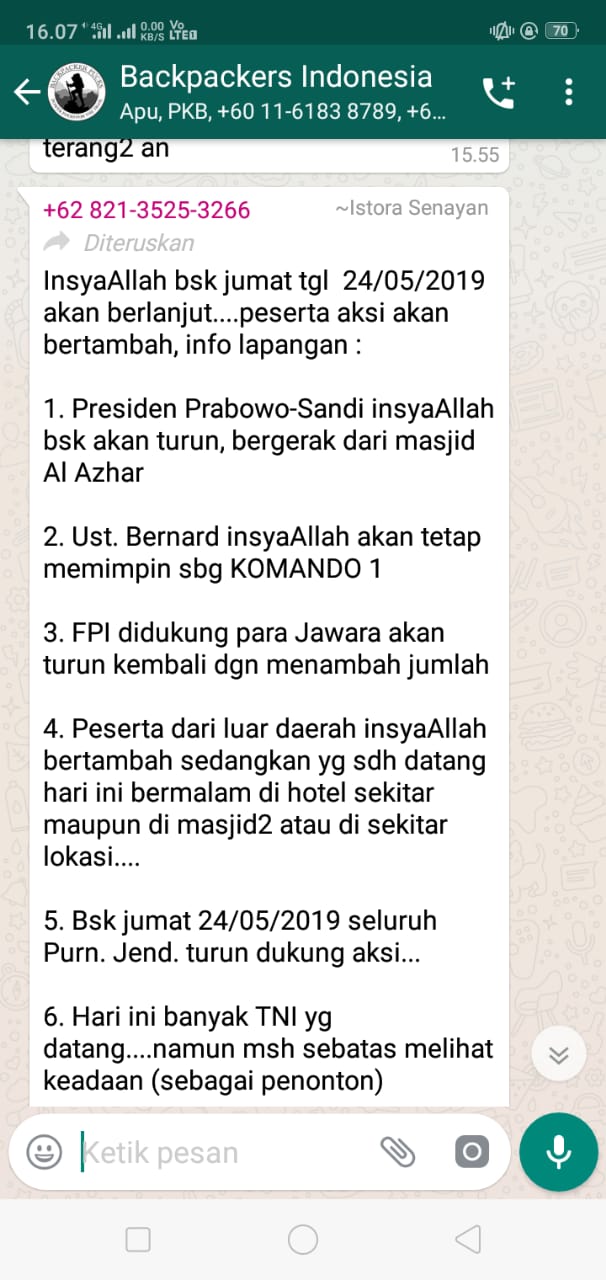 16.07 4G 0.00 KB/S Vo LTE 70
Backpackers Indonesia
Apu, PKB, +60 11-6183 8789, +6...
terang2 an
15.55
+62 821-3525-3266 ~Istora Senayan
Diteruskan
InsyaAllah bsk jumat tgl 24/05/2019
akan berlanjut....peserta aksi akan
bertambah, info lapangan :
1. Presiden Prabowo-Sandi insyaAllah
bsk akan turun, bergerak dari masjid
Al Azhar
2. Ust. Bernard insyaAllah akan tetap
memimpin sbg KOMANDO 1
3. FPI didukung para Jawara akan
turun kembali dgn menambah jumlah
4. Peserta dari luar daerah insyaAllah
bertambah sedangkan yg sdh datang
hari ini bermalam di hotel sekitar
maupun di masjid2 atau di sekitar
lokasi....
5. Bsk jumat 24/05/2019 seluruh
Purn. Jend. turun dukung aksi...
6. Hari ini banyak TNI yg
datang....namun msh sebatas melihat
keadaan (sebagai penonton)
Ketik pesan